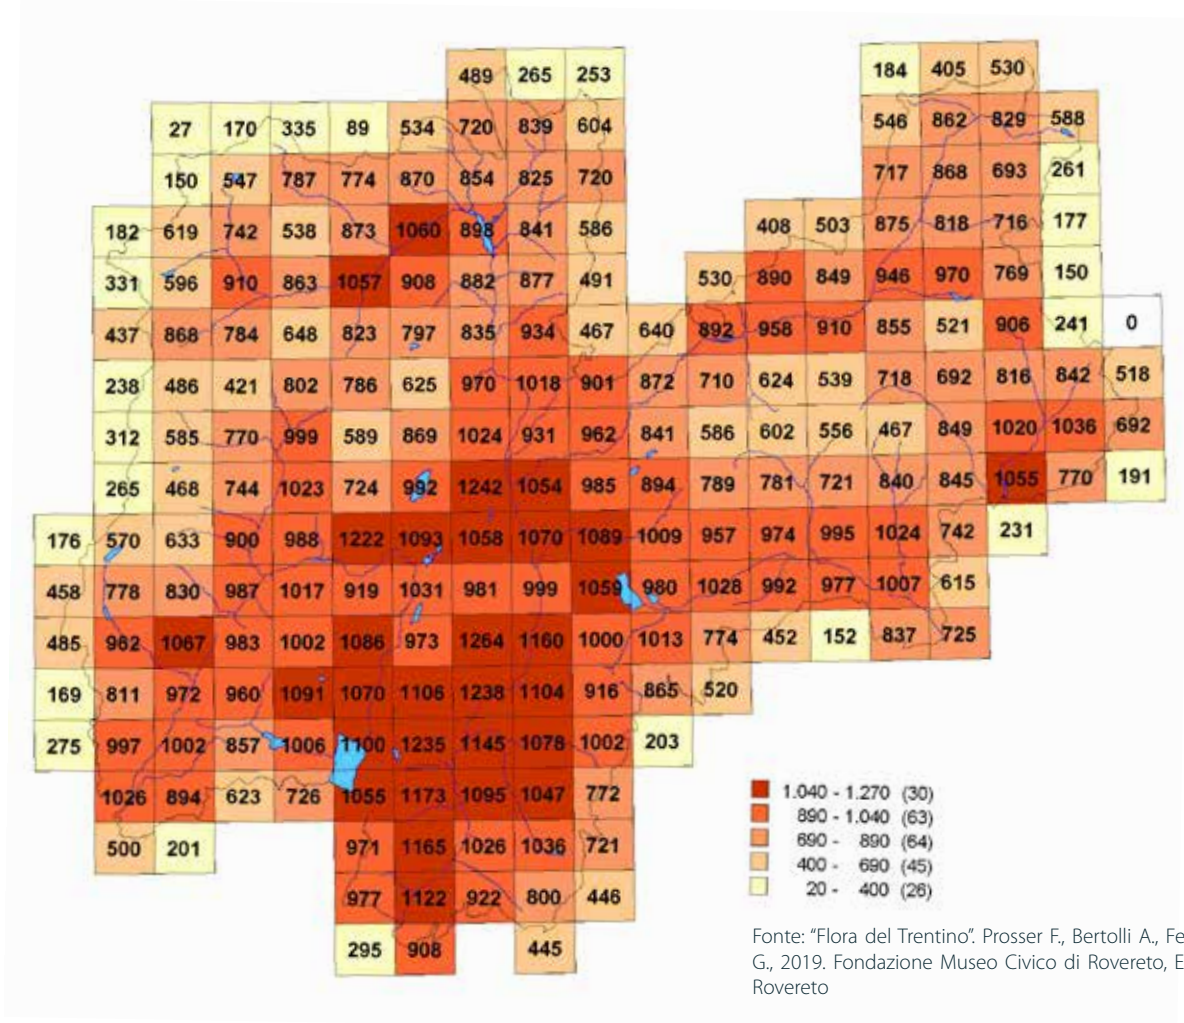 489 265 253 184 405 530
27 170 335 89 534 720 839 604 546 862 829 588
150 547 787 774 870 854 825 720 717 868 693 261
182 619 742 538 873 1060 898 841 586 408 503 875 818 716 177
331 596 910 863 1057 908 882 877 491 530 890 849 946 970 769 150
437 868 784 648 823 797 835 934 467 640 892 958 910 855 521 906 241 0
238 486 421 802 786 625 970 1018 901 872 710 624 539 718 692 816 842 518
312 585 770 999 589 869 1024 931 962 841 586 602 556 467 849 1020 1036 692
265 468 744 1023 724 992 1242 1054 985 894 789 781 721 840 845 1055 770 191
176 570 633 900 988 1222 1093 1058 1070 1089 1009 957 974 995 1024 742 231
458 778 830 987 1017 919 1031 981 999 1059 980 1028 992 977 1007 615
485 962 1067 983 1002 1086 973 1264 1160 1000 1013 774 452 152 837 725
169 811 972 960 1091 1070 1106 1238 1104 916 865 520
275 997 1002 857 1006 1100 1235 1145 1078 1002 203
1026 894 623 726 1055 1173 1095 1047 772
500 201 971 1165 1026 1036 721
977 1122 922 800 446
295 908 445
1.040 - 1.270 (30)
890 - 1.040 (63)
690 - 890 (64)
400 - 690 (45)
20 - 400 (26)
Fonte: “Flora del Trentino”. Prosser F., Bertolli A., Fe
G., 2019. Fondazione Museo Civico di Rovereto, E
Rovereto